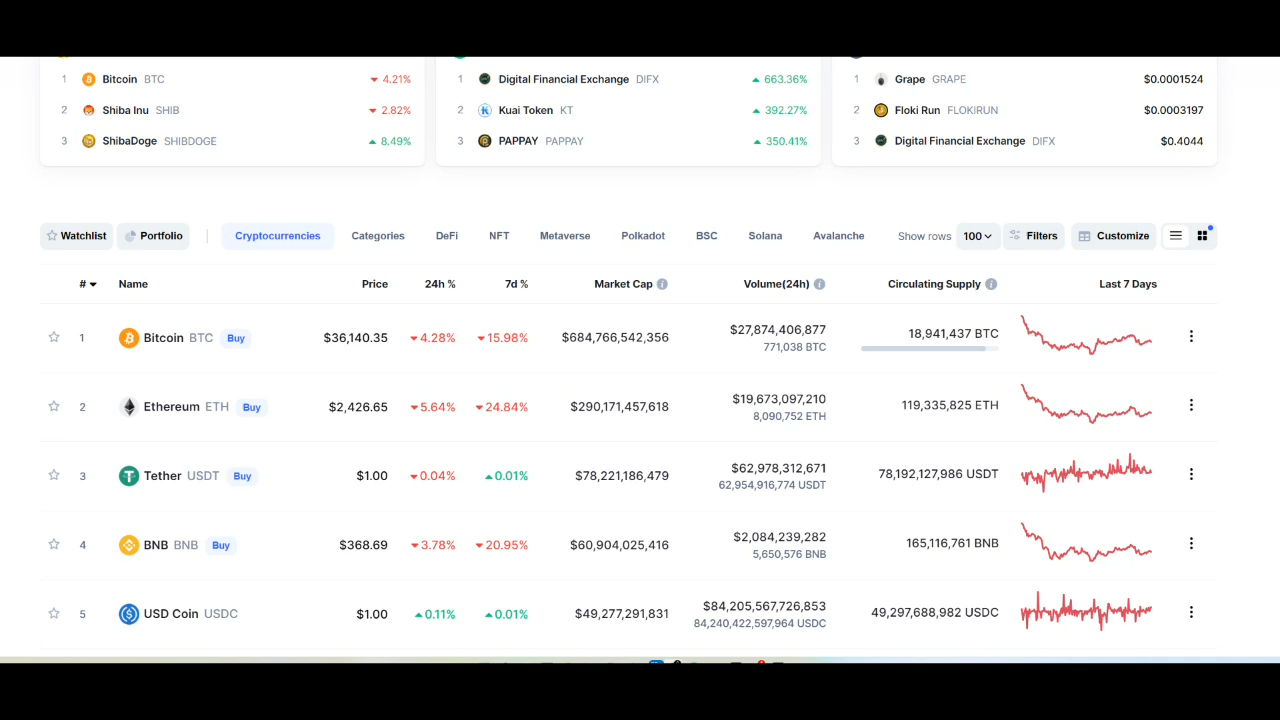 1 Bitcoin BTC 4.21%
2 Shiba Inu SHIB 2.82%
3 ShibaDoge SHIBDOGE 8.49%
1 Digital Financial Exchange DIFX 663.36%
2 Kuai Token KT 392.27%
3 PAPPAY PAPPAY 350.41%
1 Grape GRAPE $0.0001524
2 Floki Run FLOKIRUN $0.0003197
3 Digital Financial Exchange DIFX $0.4044
Watchlist Portfolio Cryptocurrencies Categories DeFi NFT Metaverse Polkadot BSC Solana Avalanche Show rows 100 Filters Customize
# Name Price 24h % 7d % Market Cap Volume(24h) Circulating Supply Last 7 Days
1 Bitcoin BTC Buy $36,140.35 4.28% 15.98% $684,766,542,356 $27,874,406,877 18,941,437 BTC
771,038 BTC
2 Ethereum ETH Buy $2,426.65 5.64% 24.84% $290,171,457,618 $19,673,097,210 119,335,825 ETH
8,090,752 ETH
3 Tether USDT Buy $1.00 0.04% 0.01% $78,221,186,479 $62,978,312,671 78,192,127,986 USDT
62,954,916,774 USDT
4 BNB BNB Buy $368.69 3.78% 20.95% $60,904,025,416 $2,084,239,282 165,116,761 BNB
5,650,576 BNB
5 USD Coin USDC $1.00 0.11% 0.01% $49,277,291,831 $84,205,567,726,853 49,297,688,982 USDC
84,240,422,597,964 USDC